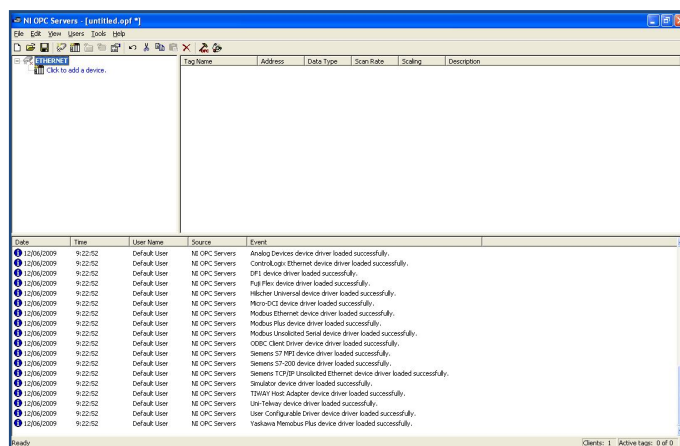 NI OPC Servers - [untitled.opf *]
File Edit View Users Tools Help
ETHERNET
Click to add a device.
Tag Name Address Data Type Scan Rate Scaling Description
Date Time User Name Source Event
12/06/2009 9:22:52 Default User NI OPC Servers Analog Devices device driver loaded successfully.
12/06/2009 9:22:52 Default User NI OPC Servers ControlLogix Ethernet device driver loaded successfully.
12/06/2009 9:22:52 Default User NI OPC Servers DF1 device driver loaded successfully.
12/06/2009 9:22:52 Default User NI OPC Servers Fuji Flex device driver loaded successfully.
12/06/2009 9:22:52 Default User NI OPC Servers Hilscher Universal device driver loaded successfully.
12/06/2009 9:22:52 Default User NI OPC Servers Micro-DCI device driver loaded successfully.
12/06/2009 9:22:52 Default User NI OPC Servers Modbus Ethernet device driver loaded successfully.
12/06/2009 9:22:52 Default User NI OPC Servers Modbus Plus device driver loaded successfully.
12/06/2009 9:22:52 Default User NI OPC Servers Modbus Unsolicited Serial device driver loaded successfully.
12/06/2009 9:22:52 Default User NI OPC Servers ODBC Client Driver device driver loaded successfully.
12/06/2009 9:22:52 Default User NI OPC Servers Siemens S7 MPI device driver loaded successfully.
12/06/2009 9:22:52 Default User NI OPC Servers Siemens S7-200 device driver loaded successfully.
12/06/2009 9:22:52 Default User NI OPC Servers Siemens TCP/IP Unsolicited Ethernet device driver loaded successfully.
12/06/2009 9:22:52 Default User NI OPC Servers Simulator device driver loaded successfully.
12/06/2009 9:22:52 Default User NI OPC Servers TIWAY Host Adapter device driver loaded successfully.
12/06/2009 9:22:52 Default User NI OPC Servers Uni-Telway device driver loaded successfully.
12/06/2009 9:22:52 Default User NI OPC Servers User Configurable Driver device driver loaded successfully.
12/06/2009 9:22:52 Default User NI OPC Servers Yaskawa Memobus Plus device driver loaded successfully.
Ready Clients: 1 Active tags: 0 of 0